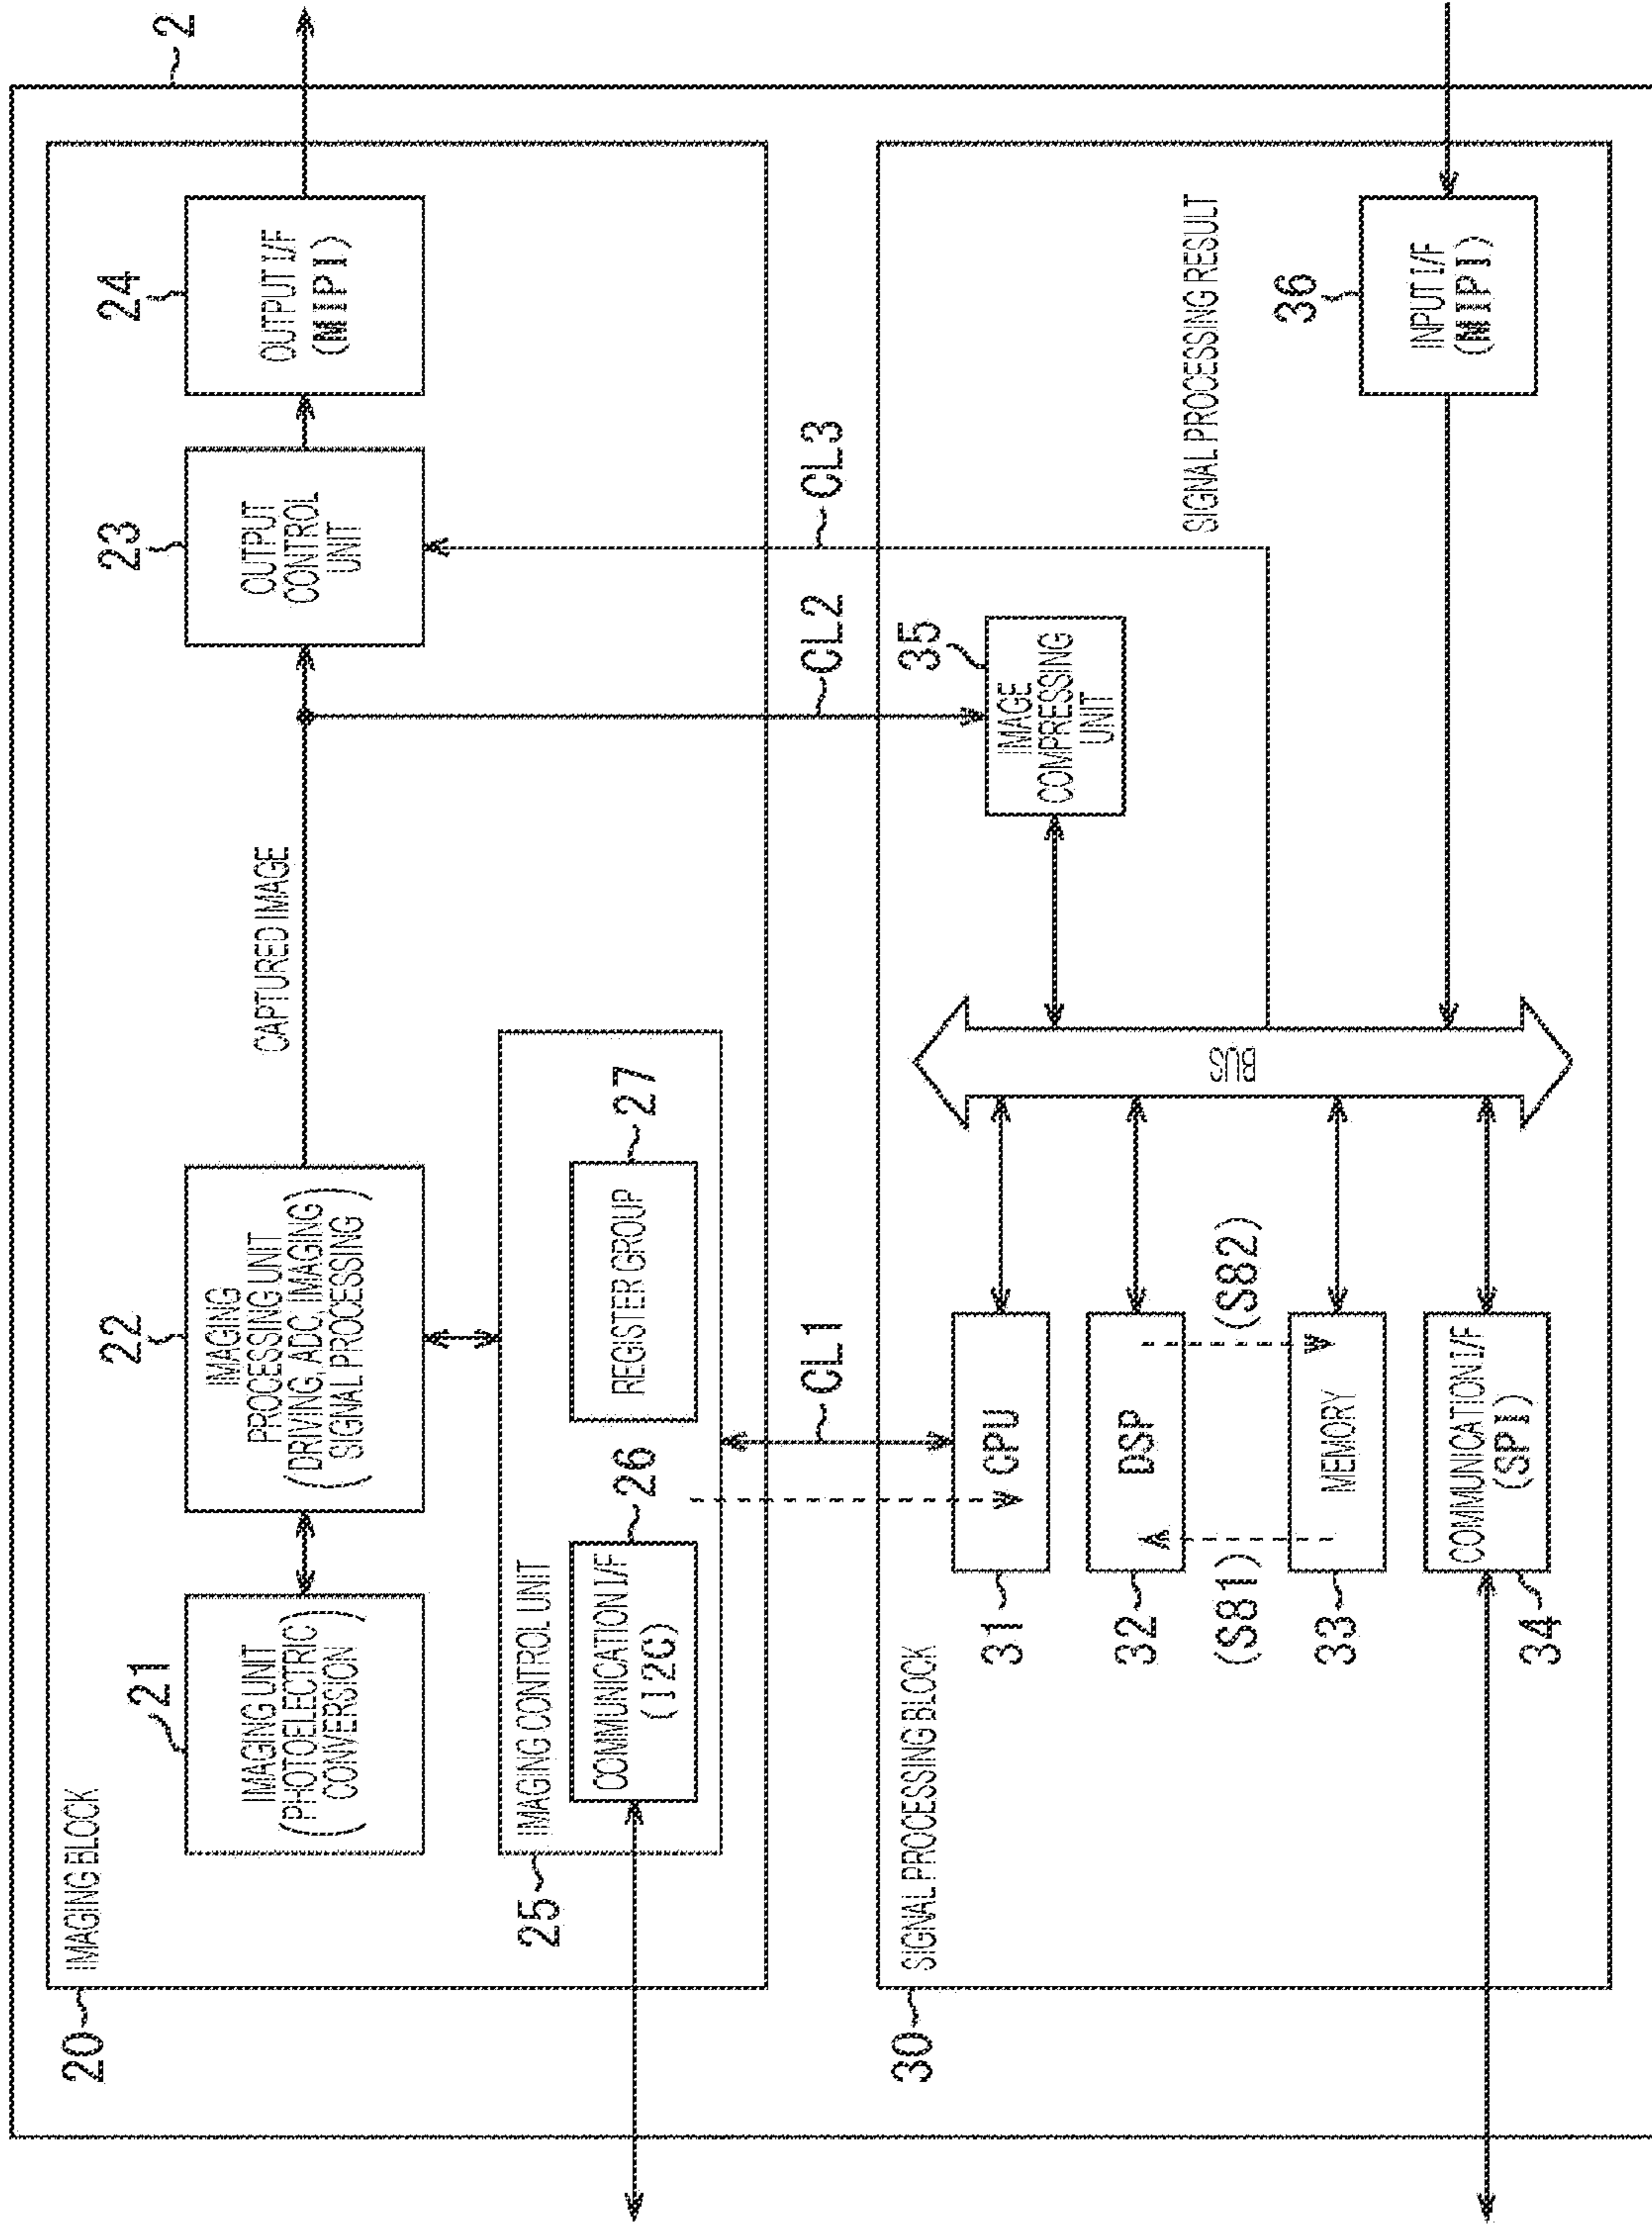 2
IMAGING BLOCK
20
21
IMAGING UNIT
(PHOTOELECTRIC
CONVERSION)
22
IMAGING
PROCESSING UNIT
(DRIVING, ADC, IMAGING
SIGNAL PROCESSING)
CAPTURED IMAGE
23
OUTPUT
CONTROL
UNIT
24
OUTPUT I/F
(MIPI)
25
IMAGING CONTROL UNIT
26
COMMUNICATION I/F
(I2C)
27
REGISTER GROUP
CL1
CL2
CL3
30
SIGNAL PROCESSING BLOCK
31
CPU
32
DSP
(S81)
(S82)
33
MEMORY
34
COMMUNICATION I/F
(SPI)
BUS
35
IMAGE
COMPRESSING
UNIT
SIGNAL PROCESSING RESULT
36
INPUT I/F
(MIPI)